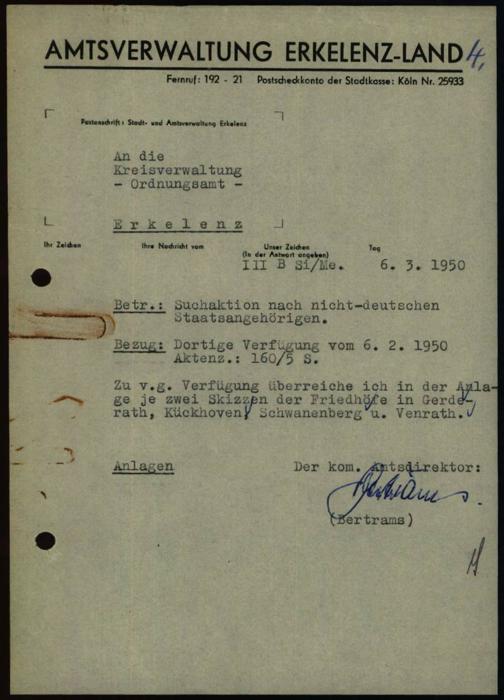 AMTSVERWALTUNG ERKELENZ-LAND 4.
Fernruf: 192 - 21 Postscheckkonto der Stadtkasse: Köln Nr. 25933
Postanschrift: Stadt- und Amtsverwaltung Erkelenz
An die
Kreisverwaltung
- Ordnungsamt -
Erkelenz
Ihr Zeichen Ihre Nachricht vom Unser Zeichen Tag
(In der Antwort angeben)
III B Si/Me. 6. 3. 1950
Betr.: Suchaktion nach nicht-deutschen
Staatsangehörigen.
Bezug: Dortige Verfügung vom 6. 2. 1950
Aktenz.: 160/5 S.
Zu v.g. Verfügung überreiche ich in der Anla-
ge je zwei Skizzen der Friedhöfe in Gerde-
rath, Kückhoven, Schwanenberg u. Venrath.
Anlagen Der kom. Amtsdirektor:
Bertrams.
(Bertrams)